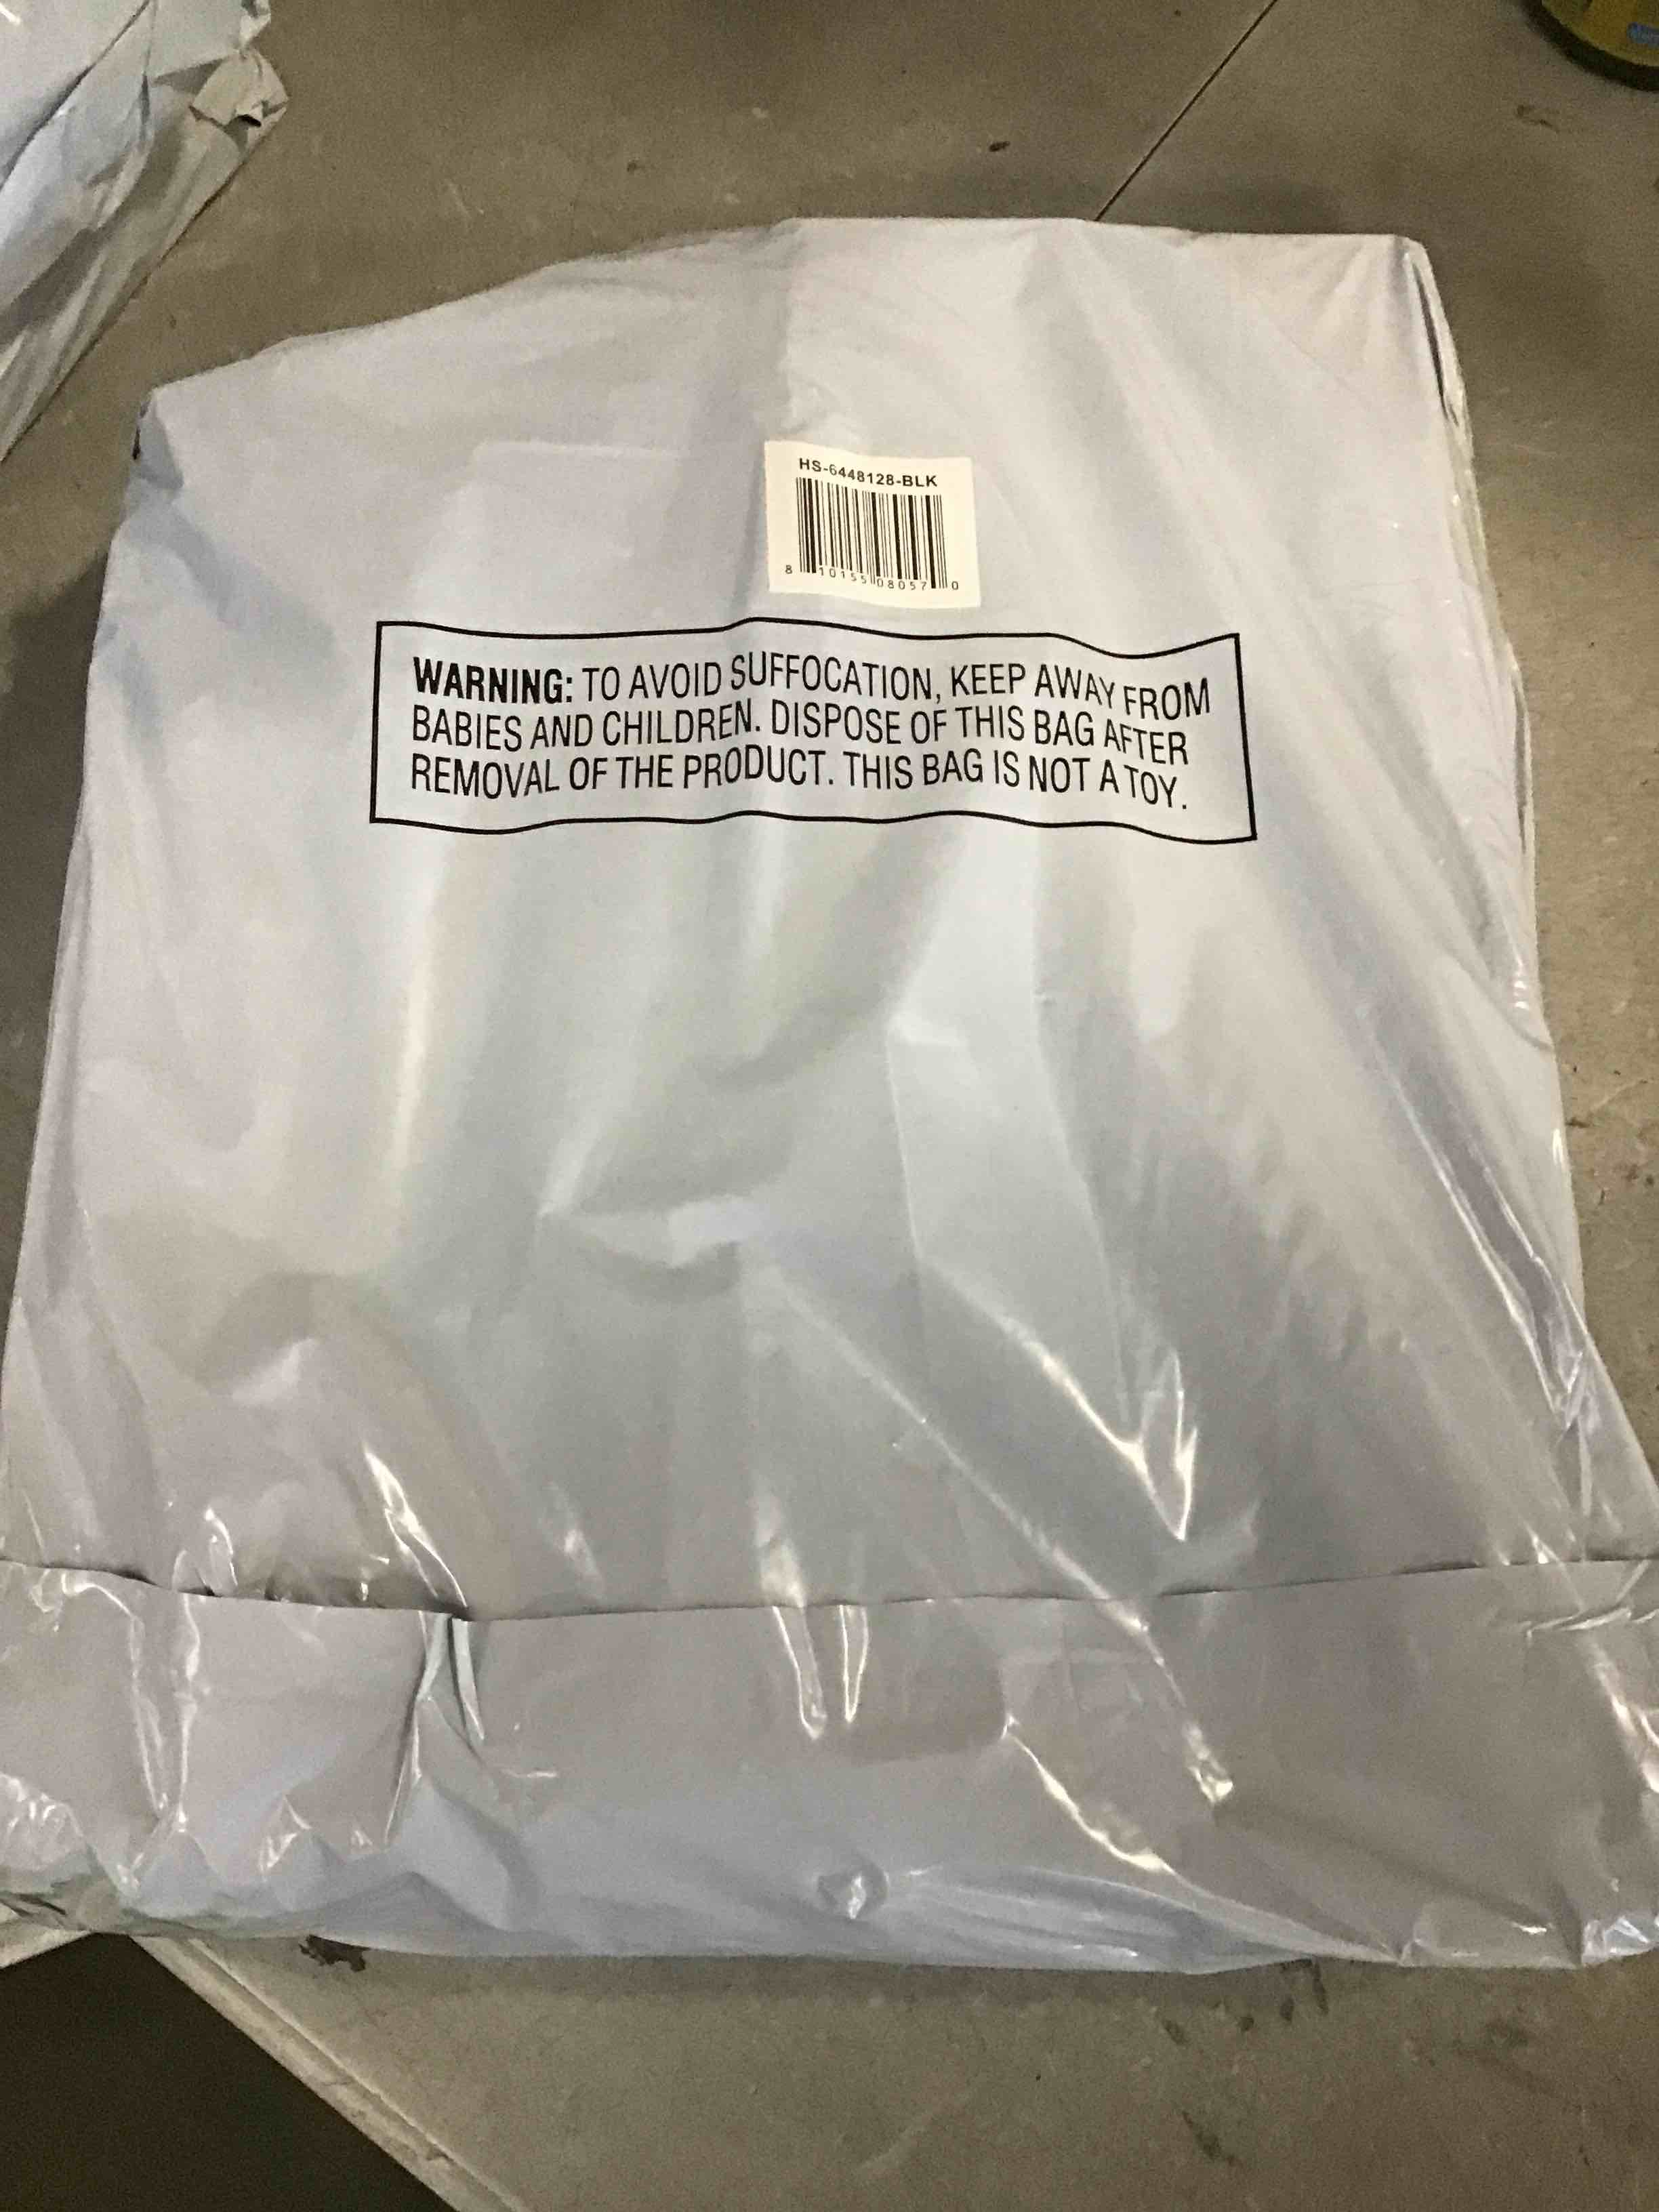 HS-6448128-BLK
8 10155 08057 0
WARNING: TO AVOID SUFFOCATION, KEEP AWAY FROM
BABIES AND CHILDREN. DISPOSE OF THIS BAG AFTER
REMOVAL OF THE PRODUCT. THIS BAG IS NOT A TOY.